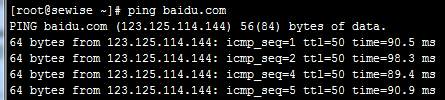 [root@sewise ~]# ping baidu.com
PING baidu.com (123.125.114.144) 56(84) bytes of data.
64 bytes from 123.125.114.144: icmp_seq=1 ttl=50 time=90.5 ms
64 bytes from 123.125.114.144: icmp_seq=2 ttl=50 time=98.3 ms
64 bytes from 123.125.114.144: icmp_seq=4 ttl=50 time=89.4 ms
64 bytes from 123.125.114.144: icmp_seq=5 ttl=50 time=90.9 ms